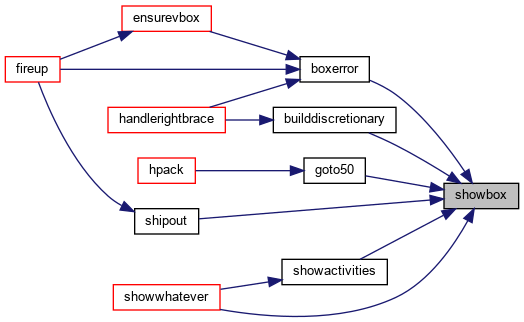 ensurevbox
fireup
boxerror
handlerightbrace
builddiscretionary
hpack
goto50
showbox
shipout
showactivities
showwhatever